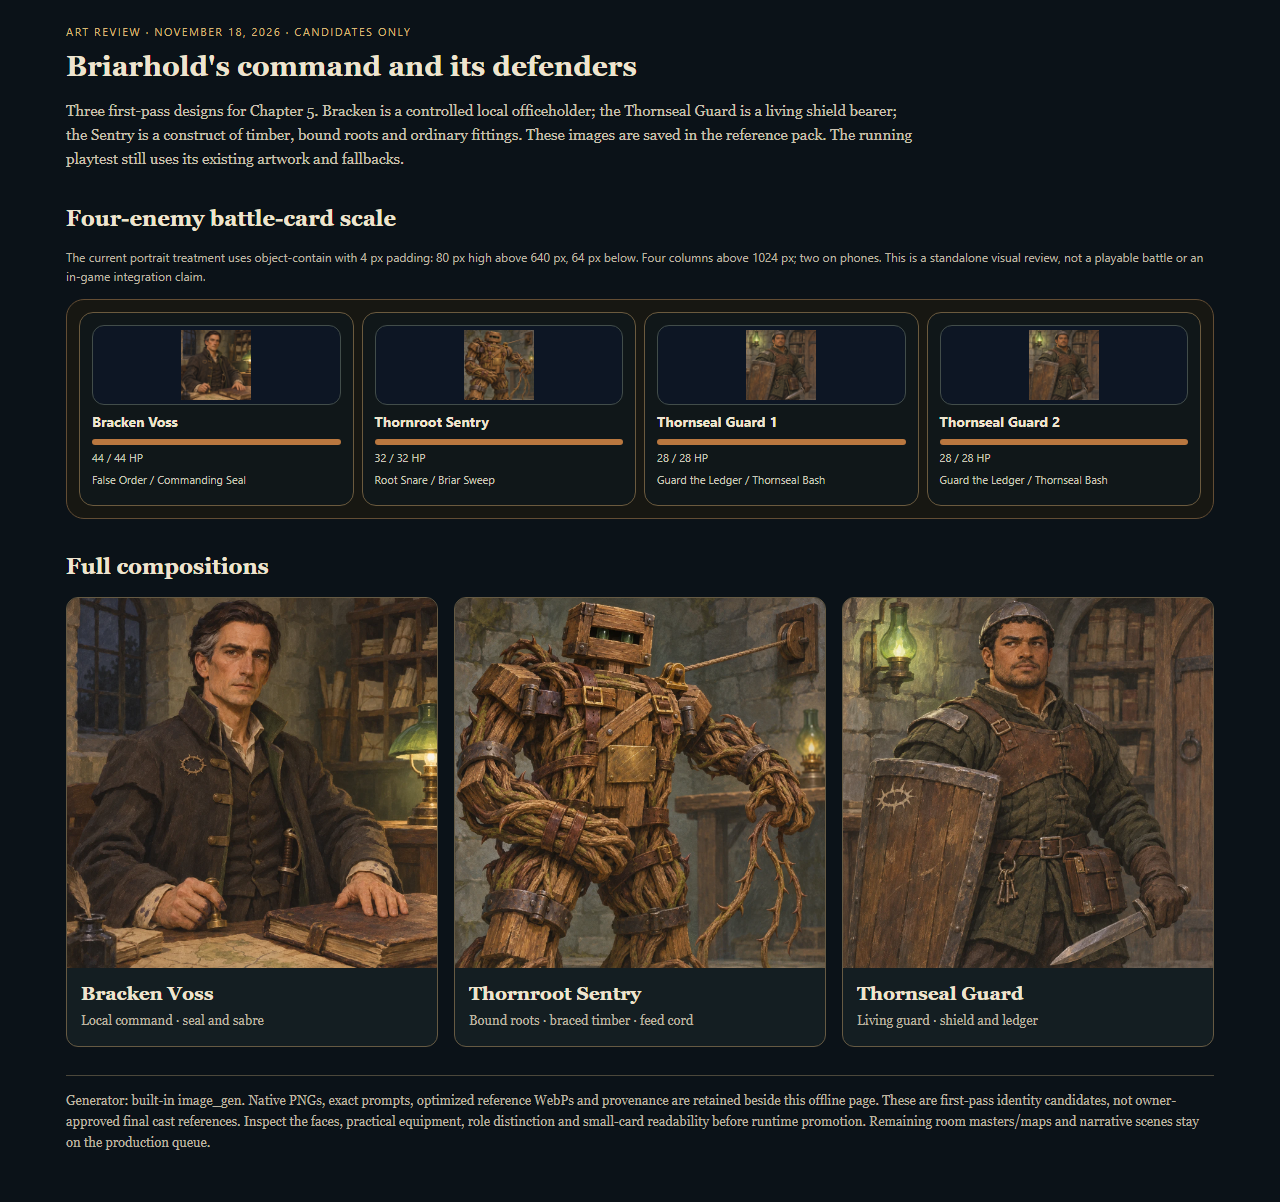 ART REVIEW · NOVEMBER 18, 2026 · CANDIDATES ONLY
Briarhold's command and its defenders
Three first-pass designs for Chapter 5. Bracken is a controlled local officeholder; the Thornseal Guard is a living shield bearer;
the Sentry is a construct of timber, bound roots and ordinary fittings. These images are saved in the reference pack. The running
playtest still uses its existing artwork and fallbacks.
Four-enemy battle-card scale
The current portrait treatment uses object-contain with 4 px padding: 80 px high above 640 px, 64 px below. Four columns above 1024 px; two on phones. This is a standalone visual review, not a playable battle or an
in-game integration claim.
Bracken Voss
44 / 44 HP
False Order / Commanding Seal
Thornroot Sentry
32 / 32 HP
Root Snare / Briar Sweep
Thornseal Guard 1
28 / 28 HP
Guard the Ledger / Thornseal Bash
Thornseal Guard 2
28 / 28 HP
Guard the Ledger / Thornseal Bash
Full compositions
Bracken Voss
Local command · seal and sabre
Thornroot Sentry
Bound roots · braced timber · feed cord
Thornseal Guard
Living guard · shield and ledger
Generator: built-in image_gen. Native PNGs, exact prompts, optimized reference WebPs and provenance are retained beside this offline page. These are first-pass identity candidates, not owner-
approved final cast references. Inspect the faces, practical equipment, role distinction and small-card readability before runtime promotion. Remaining room masters/maps and narrative scenes stay
on the production queue.